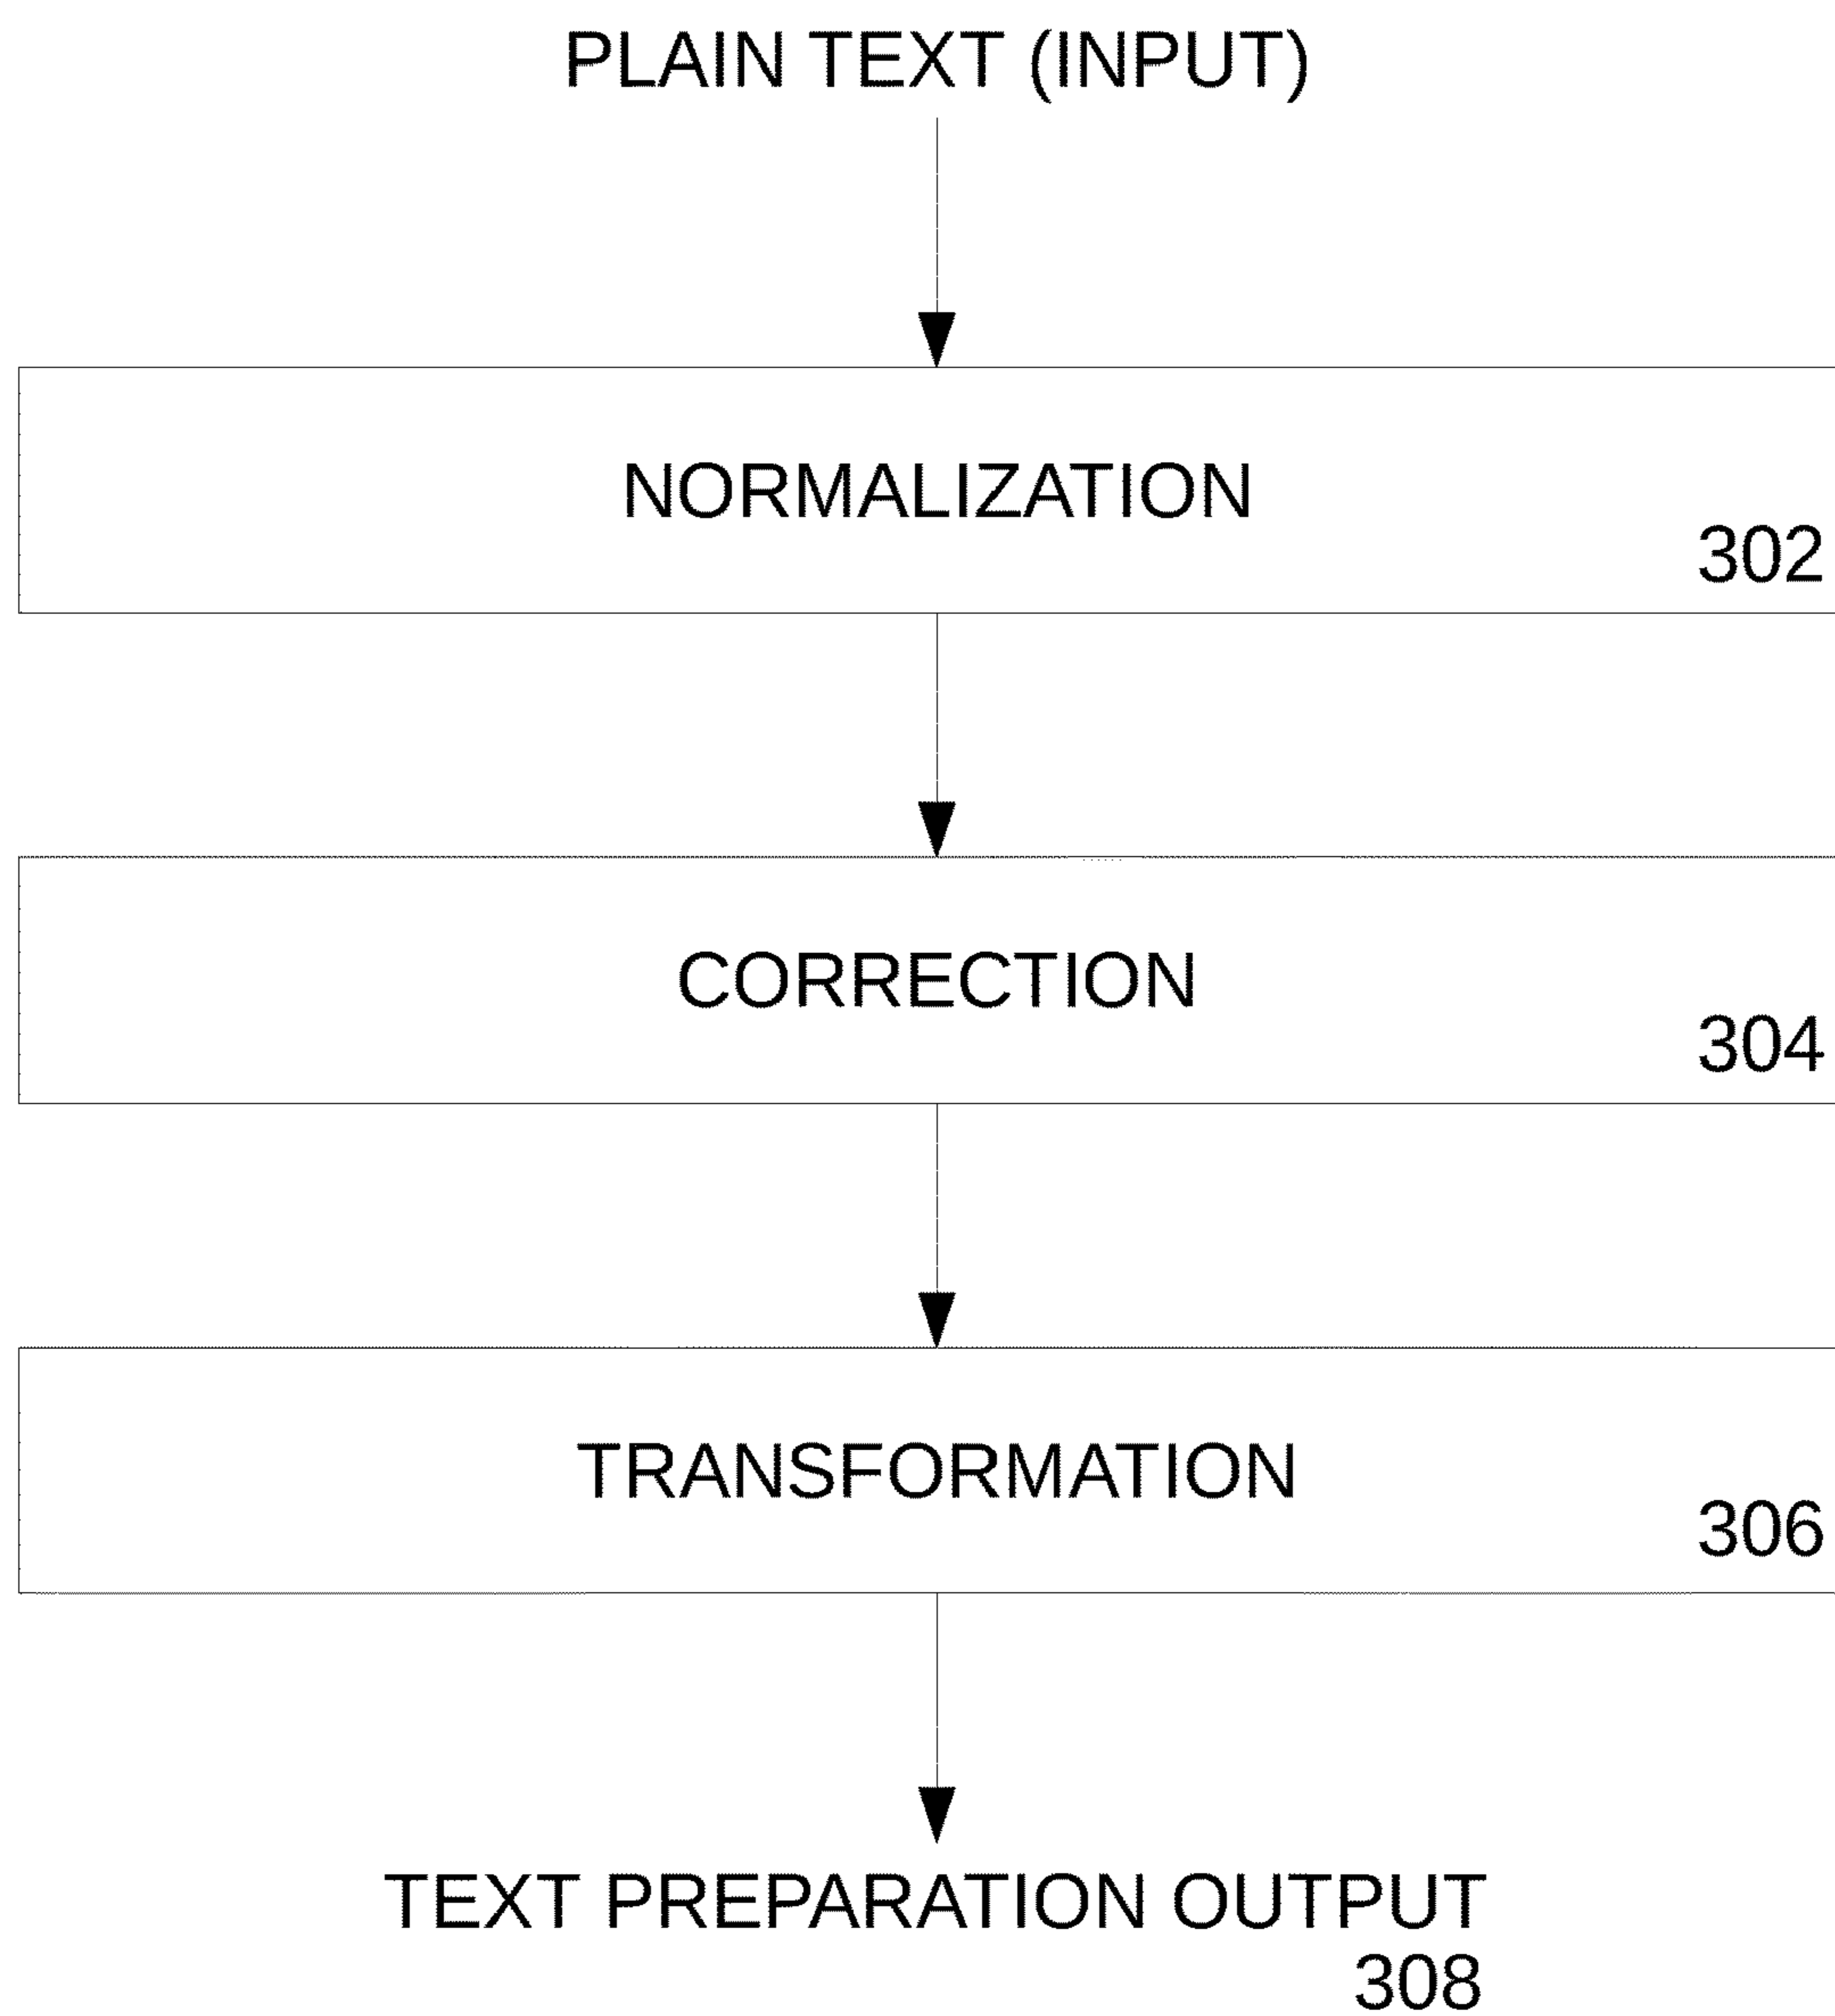 PLAIN TEXT (INPUT)
NORMALIZATION
302
CORRECTION
304
TRANSFORMATION
306
TEXT PREPARATION OUTPUT
308